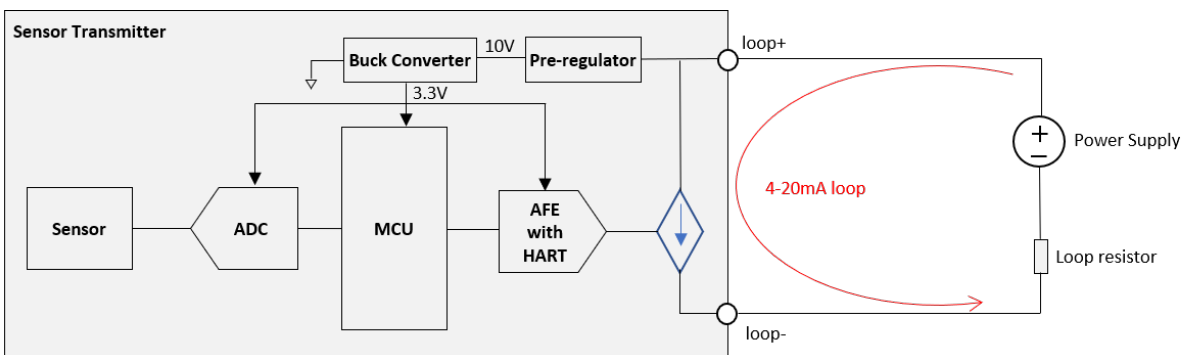 Sensor Transmitter
loop+
Buck Converter
10V
Pre-regulator
3.3V
Power Supply
4-20mA loop
Sensor
ADC
MCU
AFE
with
HART
Loop resistor
loop-